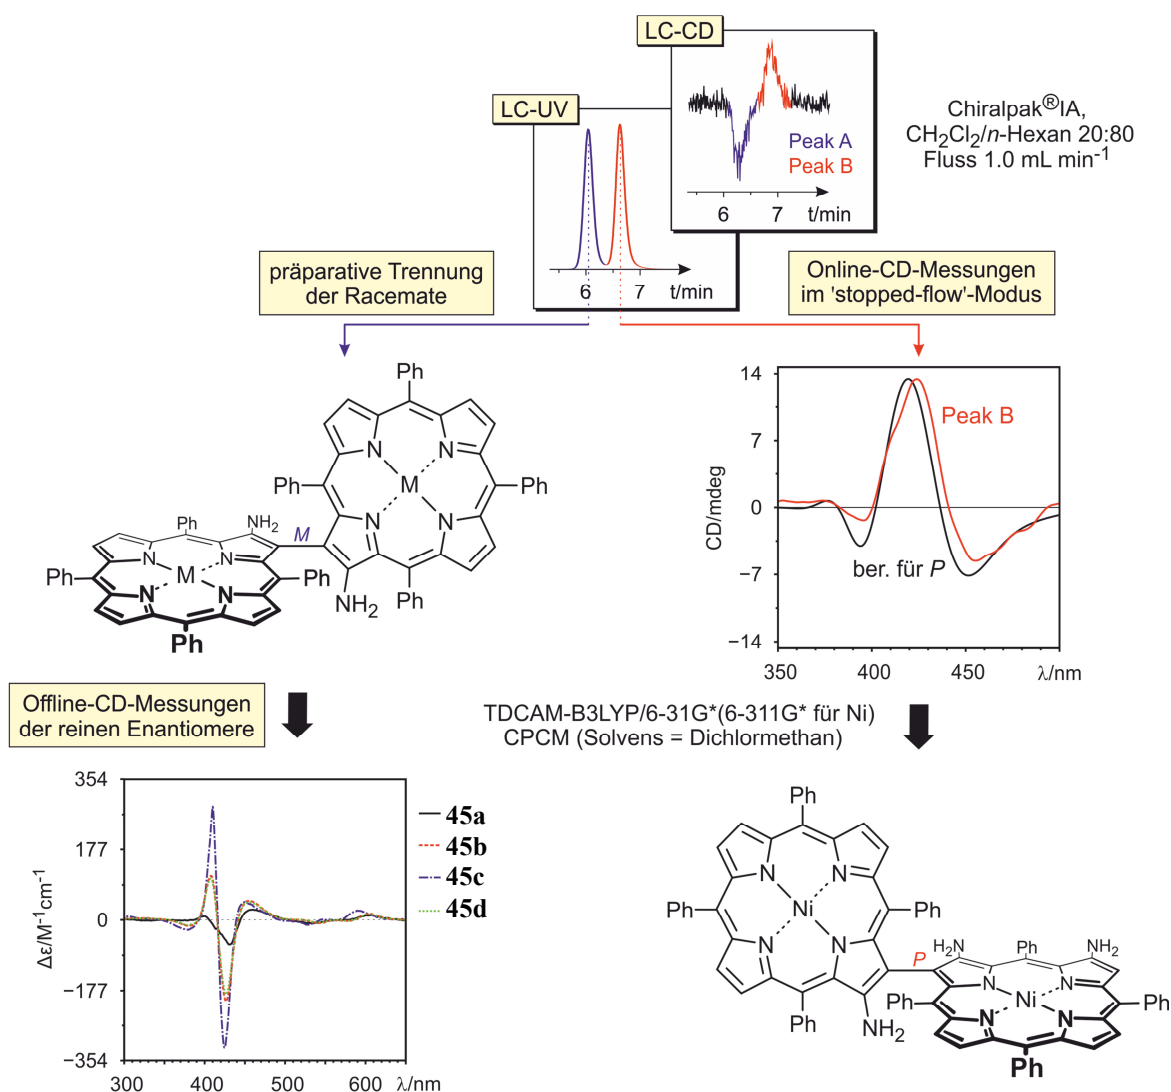 LC-CD
Peak A
Peak B
6 7 t/min
LC-UV
6 7 t/min
Chiralpak®IA,
CH2Cl2/n-Hexan 20:80
Fluss 1.0 mL min-1
präparative Trennung
der Racemate
Online-CD-Messungen
im 'stopped-flow'-Modus
Ph
N N
Ph M Ph
N N
Ph NH2 M
Ph N N Ph
M
N N
NH2 Ph
Ph
14
7
0
−7
−14
CD/mdeg
Peak B
ber. für P
350 400 450 λ/nm
Offline-CD-Messungen
der reinen Enantiomere
TDCAM-B3LYP/6-31G*(6-311G* für Ni)
CPCM (Solvens = Dichlormethan)
354
177
0
−177
−354
Δε/M-1cm-1
300 400 500 600 λ/nm
45a
45b
45c
45d
Ph
N N
Ph Ni Ph
N N
P H2N Ph NH2
N N
Ph Ni Ph
Ph NH2 N N
Ph